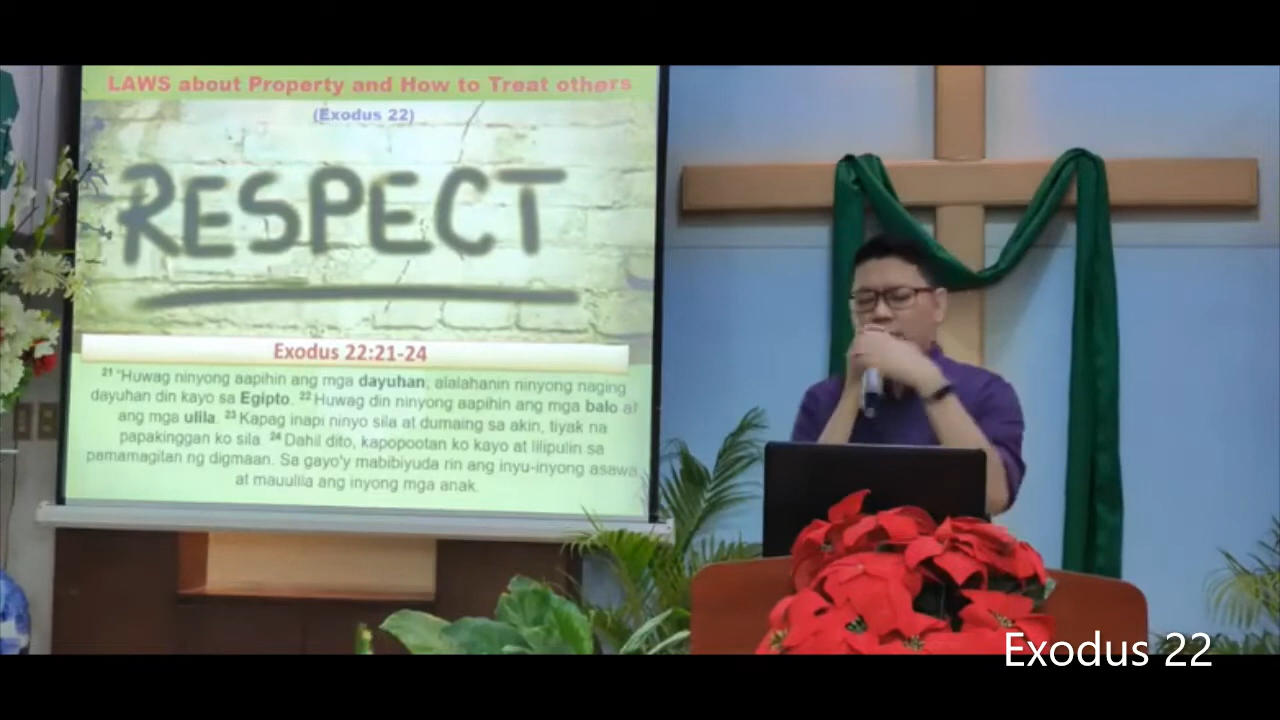 LAWS about Property and How to Treat others
(Exodus 22)
RESPECT
Exodus 22:21-24
21 "Huwag ninyong aapihin ang mga dayuhan; alalahanin ninyong naging
dayuhan din kayo sa Egipto. 22 Huwag din ninyong aapihin ang mga balo at
ang mga ulila. 23 Kapag inapi ninyo sila at dumaing sa akin, tiyak na
papakinggan ko sila. 24 Dahil dito, kapopootan ko kayo at lilipulin sa
pamamagitan ng digmaan. Sa gayo'y mabibiyuda rin ang inyu-inyong asawa
at mauulila ang inyong mga anak.
Exodus 22